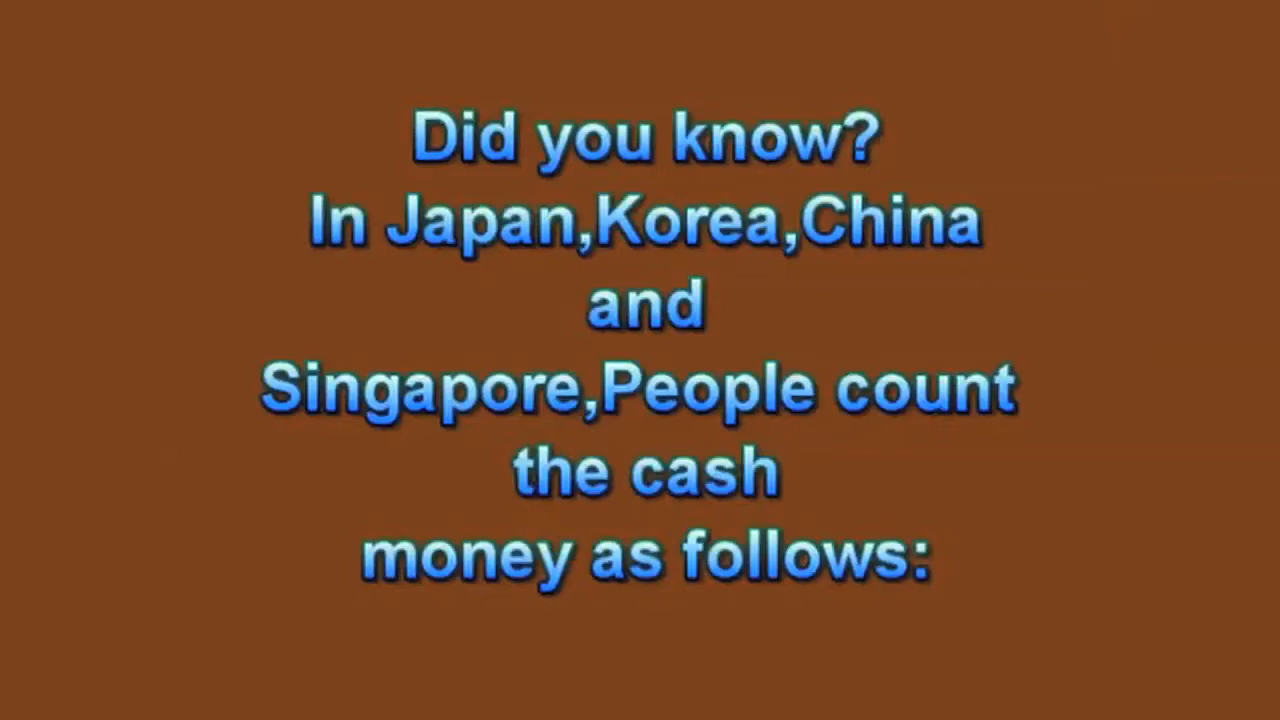 Did you know?
In Japan,Korea,China
and
Singapore,People count
the cash
money as follows: